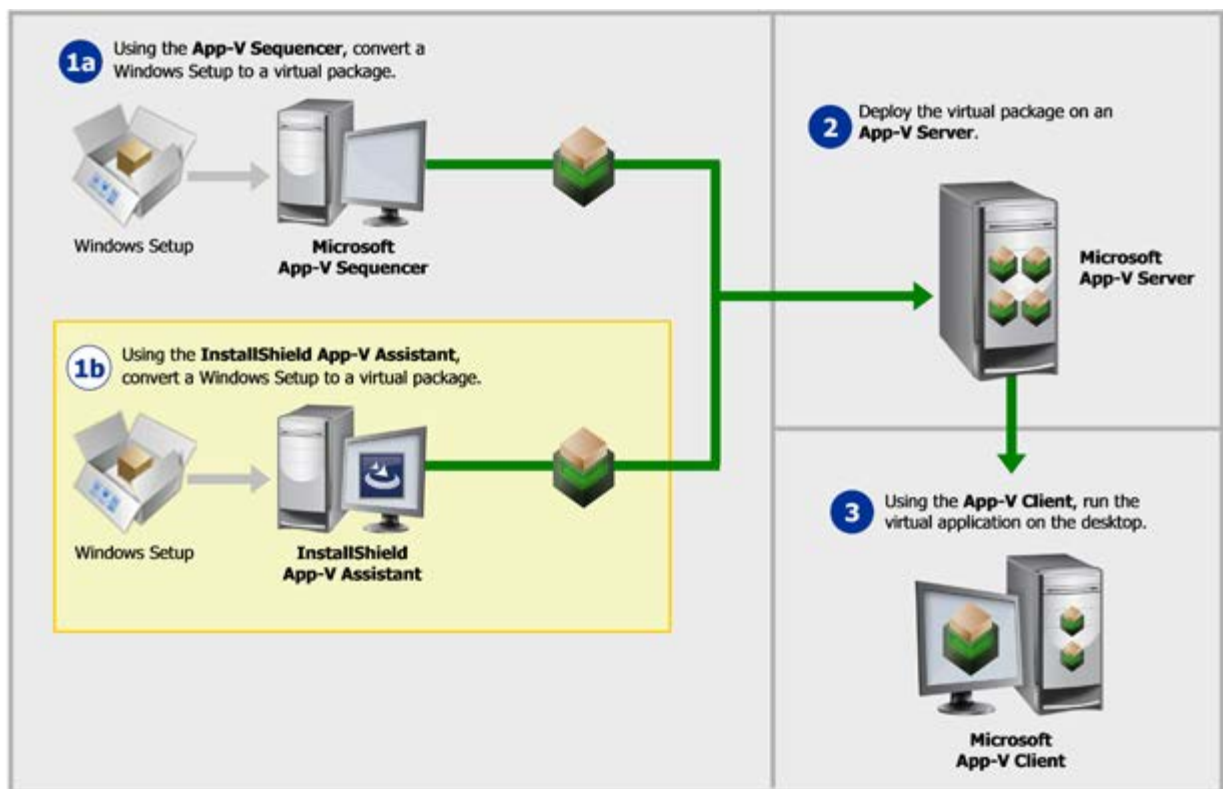 1a
Using the App-V Sequencer, convert a
Windows Setup to a virtual package.
Windows Setup
Microsoft
App-V Sequencer
1b
Using the InstallShield App-V Assistant,
convert a Windows Setup to a virtual package.
Windows Setup
InstallShield
App-V Assistant
2
Deploy the virtual package on an
App-V Server.
Microsoft
App-V Server
3
Using the App-V Client, run the
virtual application on the desktop.
Microsoft
App-V Client